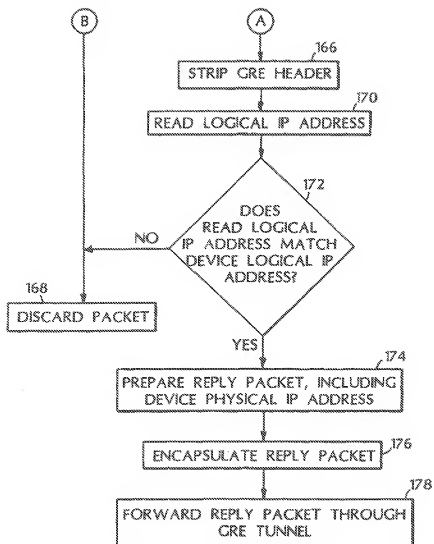 B
A
166
STRIP GRE HEADER
170
READ LOGICAL IP ADDRESS
172
DOES
READ LOGICAL
IP ADDRESS MATCH
DEVICE LOGICAL IP
ADDRESS?
NO
168
DISCARD PACKET
YES
174
PREPARE REPLY PACKET, INCLUDING
DEVICE PHYSICAL IP ADDRESS
176
ENCAPSULATE REPLY PACKET
178
FORWARD REPLY PACKET THROUGH
GRE TUNNEL